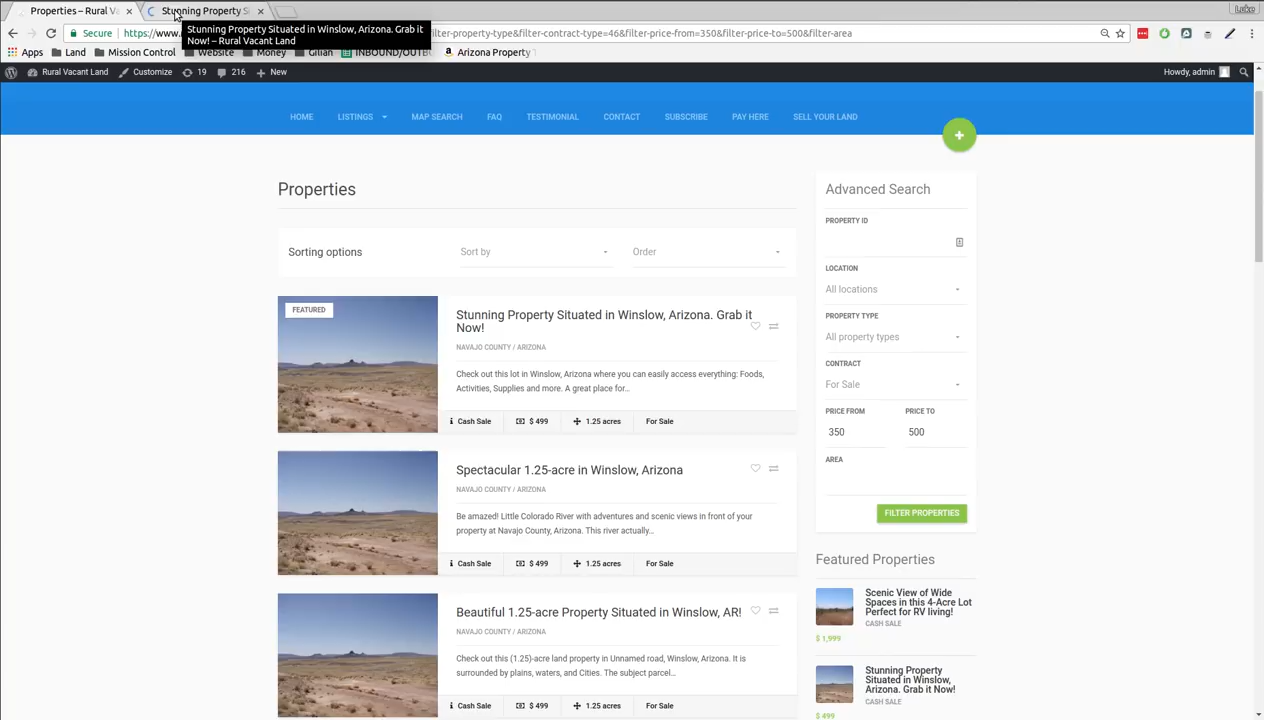 Properties – Rural Va
Stunning Property S
Luke
Stunning Property Situated in Winslow, Arizona. Grab it
Now! – Rural Vacant Land
Secure
https://www.
ilter-property-type&filter-contract-type=46&filter-price-from=350&filter-price-to=500&filter-area
Apps
Land
Mission Control
Website
Money
Gilian
INBOUND/OUTB
Arizona Property
Rural Vacant Land
Customize
19
216
New
Howdy, admin
HOME
LISTINGS
MAP SEARCH
FAQ
TESTIMONIAL
CONTACT
SUBSCRIBE
PAY HERE
SELL YOUR LAND
+
Properties
Sorting options
Sort by
Order
FEATURED
Stunning Property Situated in Winslow, Arizona. Grab it
Now!
NAVAJO COUNTY / ARIZONA
Check out this lot in Winslow, Arizona where you can easily access everything: Foods,
Activities, Supplies and more. A great place for...
Cash Sale
$ 499
1.25 acres
For Sale
Spectacular 1.25-acre in Winslow, Arizona
NAVAJO COUNTY / ARIZONA
Be amazed! Little Colorado River with adventures and scenic views in front of your
property at Navajo County, Arizona. This river actually...
Cash Sale
$ 499
1.25 acres
For Sale
Beautiful 1.25-acre Property Situated in Winslow, AR!
NAVAJO COUNTY / ARIZONA
Check out this (1.25)-acre land property in Unnamed road, Winslow, Arizona. It is
surrounded by plains, waters, and Cities. The subject parcel...
Cash Sale
$ 499
1.25 acres
For Sale
Advanced Search
PROPERTY ID
LOCATION
All locations
PROPERTY TYPE
All property types
CONTRACT
For Sale
PRICE FROM
PRICE TO
350
500
AREA
FILTER PROPERTIES
Featured Properties
Scenic View of Wide
Spaces in this 4-Acre Lot
Perfect for RV living!
CASH SALE
$ 1,999
Stunning Property
Situated in Winslow,
Arizona. Grab it Now!
CASH SALE
$ 499